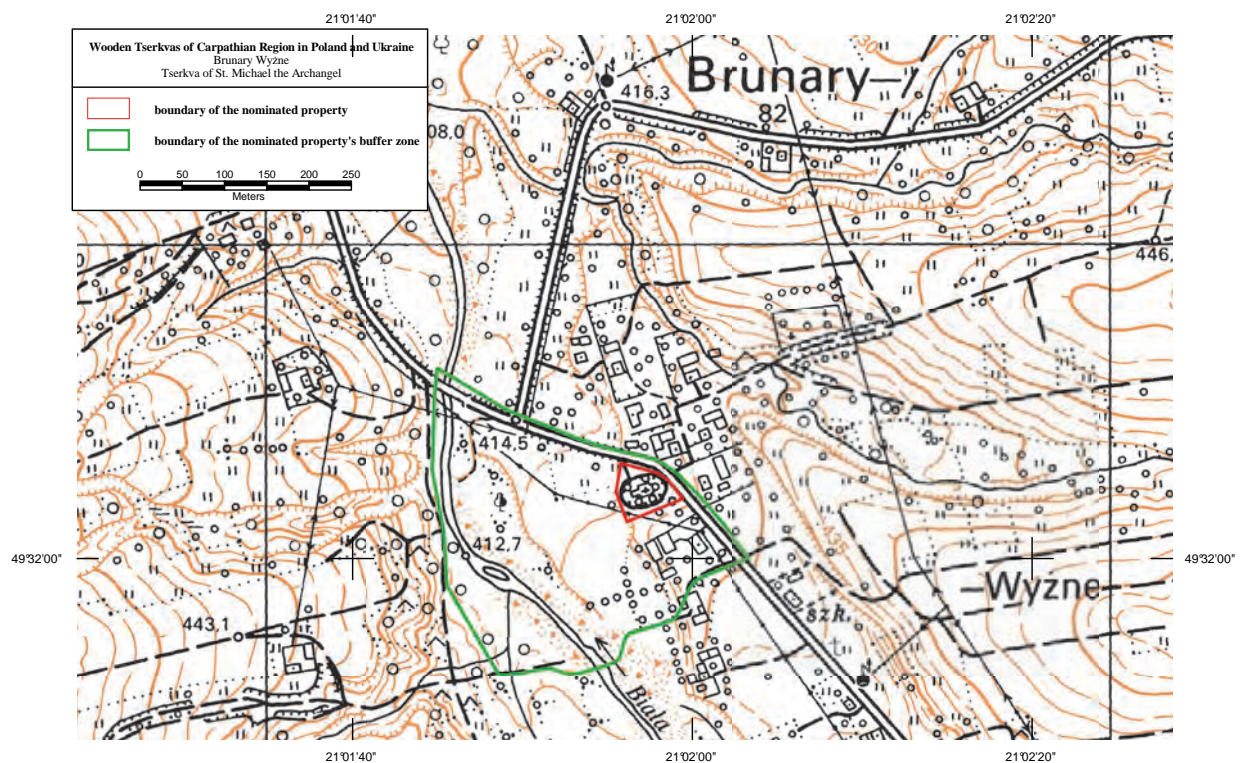 21°01'40"
21°02'00"
21°02'20"
Wooden Tserkvas of Carpathian Region in Poland and Ukraine
Brunary Wyżne
Tserkva of St. Michael the Archangel
boundary of the nominated property
boundary of the nominated property's buffer zone
0 50 100 150 200 250
Meters
Brunary—
416.3
82
08,0
446,
414.5
412,7
49°32'00"
49°32'00"
—Wyżne
szk.
443.1
Biała
21°01'40"
21°02'00"
21°02'20"